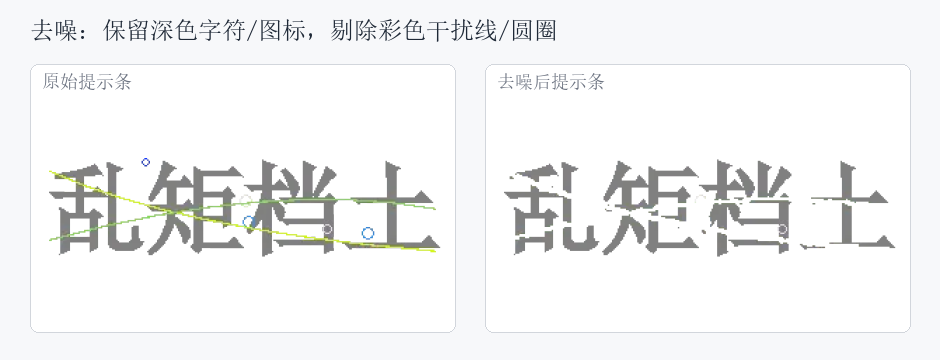 去噪：保留深色字符/图标，剔除彩色干扰线/圆圈
原始提示条
乱矩档土
去噪后提示条
乱矩档土